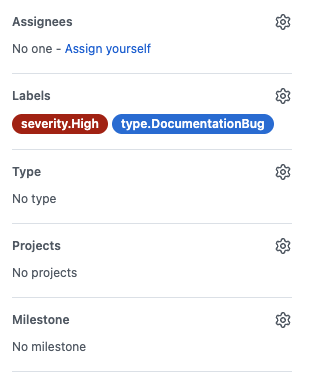 Assignees
No one - Assign yourself
Labels
severity.High type.DocumentationBug
Type
No type
Projects
No projects
Milestone
No milestone